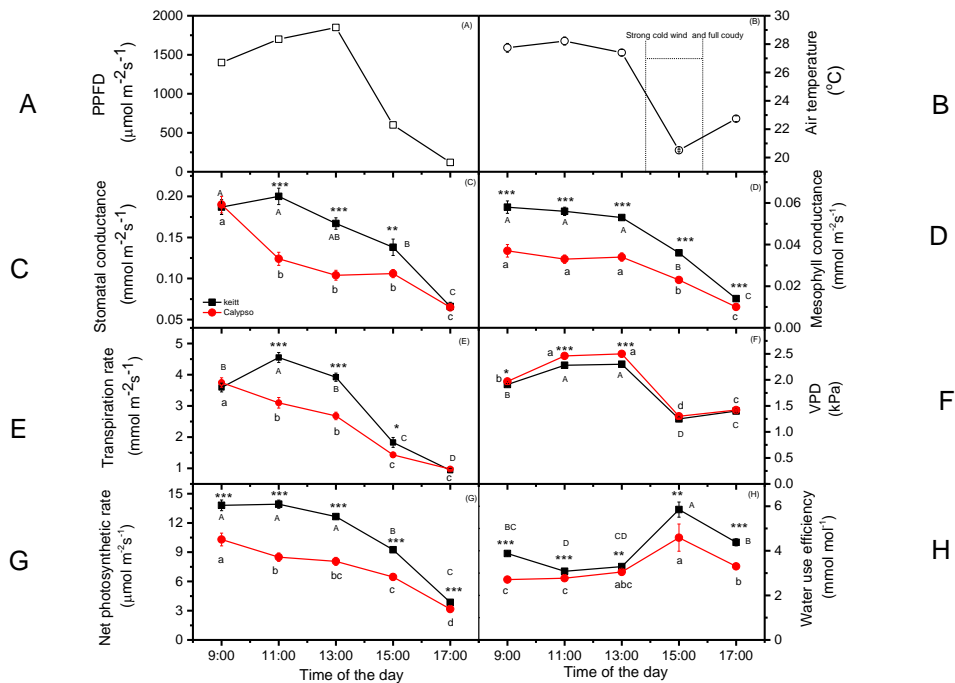 2000
1500
1000
500
0
PPFD
(μmol m⁻²s⁻¹)
(A)
A
(B)
Strong cold wind and full coudy
30
28
26
24
22
20
Air temperature
(°C)
B
C
Stomatal conductance
(mmol m⁻²s⁻¹)
0.20
0.15
0.10
0.05
(C)
A
a
***
A
b
***
AB
b
**
B
b
C
c
keitt
Calypso
(D)
***
A
a
***
A
a
***
A
a
***
B
b
***
C
c
0.06
0.04
0.02
0.00
Mesophyll conductance
(mmol m⁻²s⁻¹)
D
E
Transpiration rate
(mmol m⁻²s⁻¹)
5
4
3
2
1
(E)
B
a
***
A
b
***
B
b
*
C
c
D
c
(F)
b
*
B
a
***
A
***
a
A
d
D
c
C
2.5
2.0
1.5
1.0
0.5
0.0
VPD
(kPa)
F
G
Net photosynthetic rate
(μmol m⁻²s⁻¹)
15
12
9
6
3
0
(G)
***
A
a
***
A
b
***
A
bc
B
***
c
C
***
d
(H)
BC
***
c
D
***
c
CD
**
abc
**
A
a
***
B
b
6
4
2
0
Water use efficiency
(mmol mol⁻¹)
H
9:00 11:00 13:00 15:00 17:00
9:00 11:00 13:00 15:00 17:00
Time of the day
Time of the day